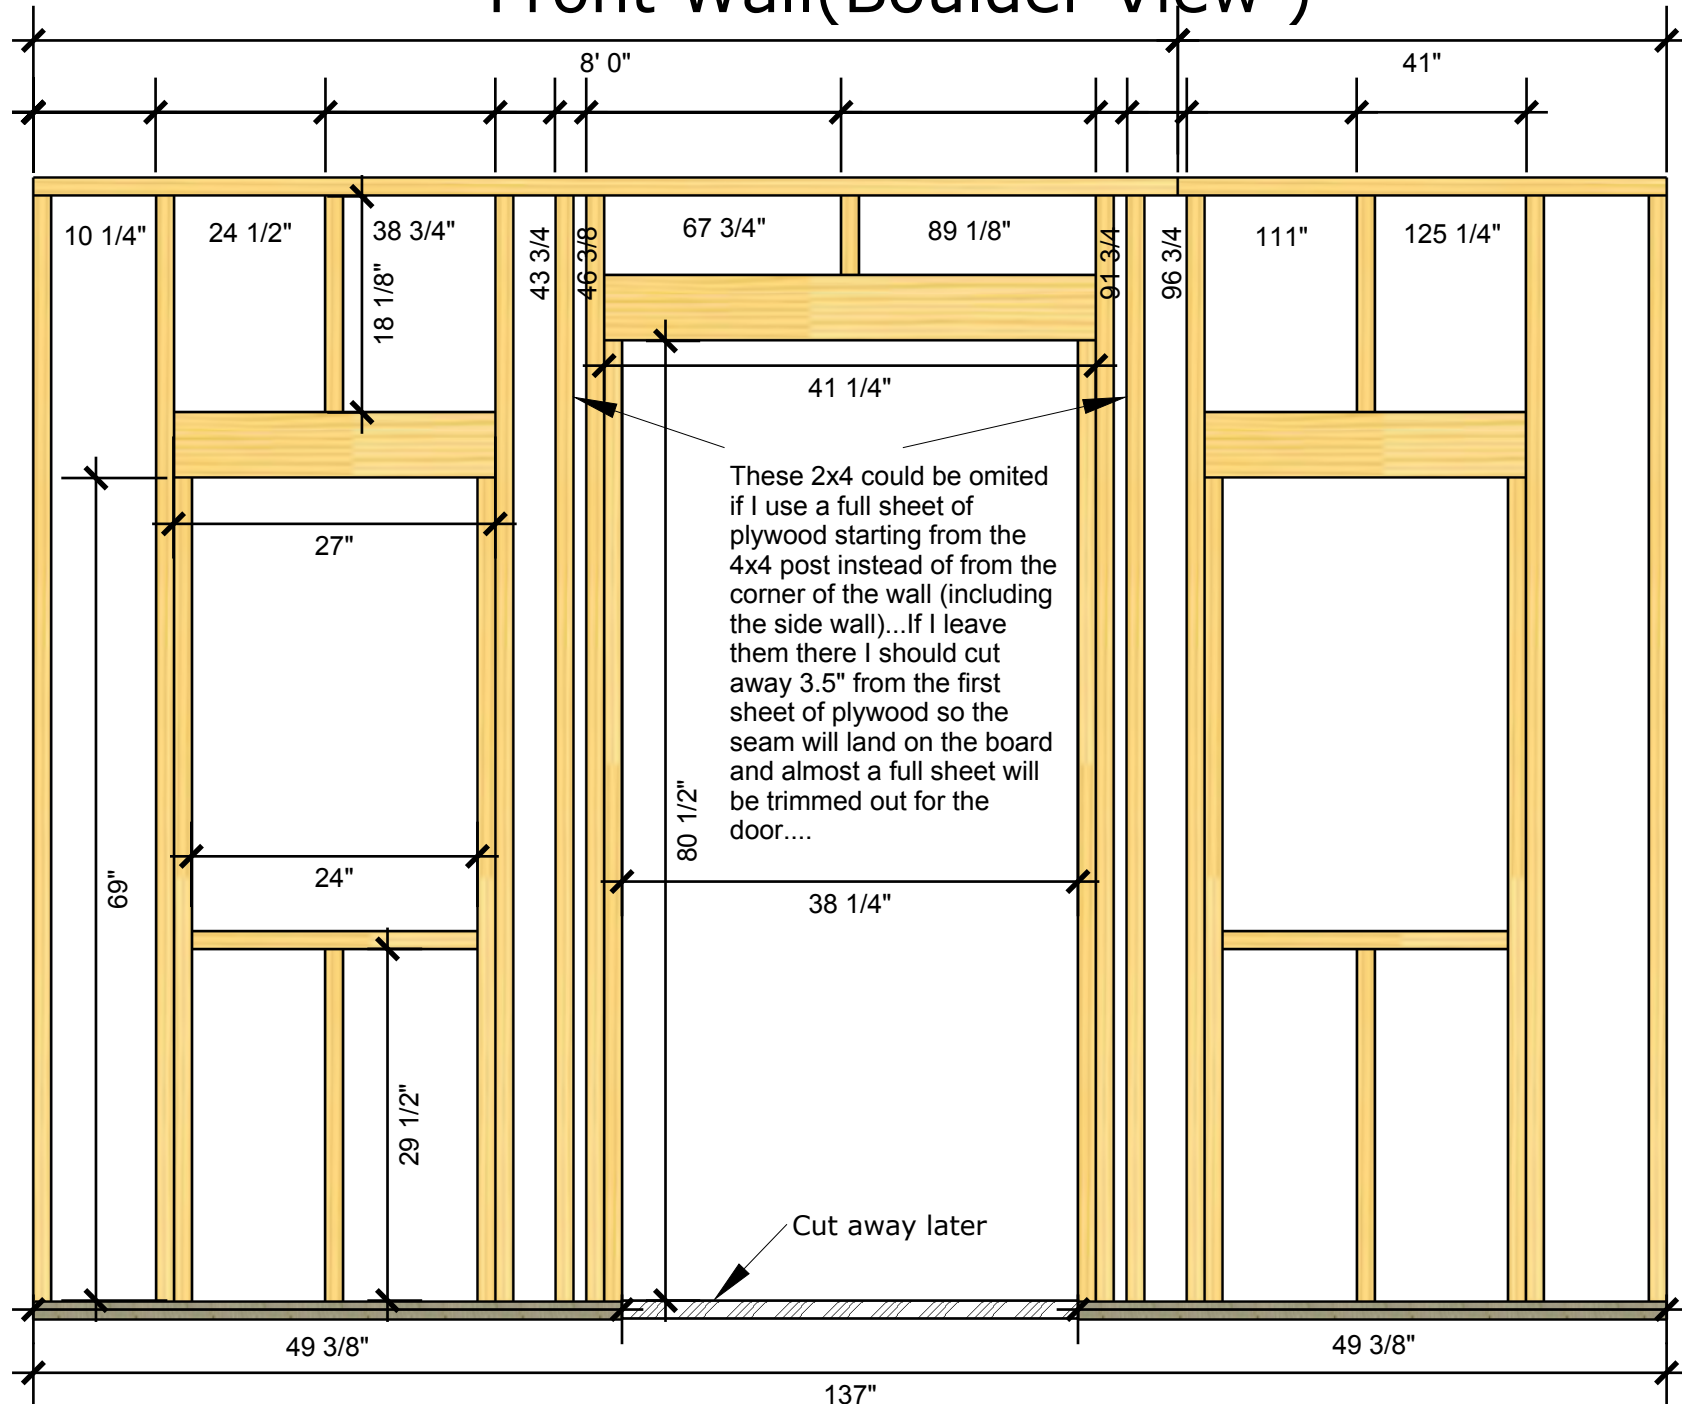 Front Wall(Boulder View )
8' 0"
41"
10 1/4"
24 1/2"
38 3/4"
43 3/4
46 3/8
67 3/4"
89 1/8"
91 3/4
96 3/4
111"
125 1/4"
18 1/8"
41 1/4"
27"
These 2x4 could be omited
if I use a full sheet of
plywood starting from the
4x4 post instead of from the
corner of the wall (including
the side wall)...If I leave
them there I should cut
away 3.5" from the first
sheet of plywood so the
seam will land on the board
and almost a full sheet will
be trimmed out for the
door....
80 1/2"
69"
24"
38 1/4"
29 1/2"
Cut away later
49 3/8"
49 3/8"
137"